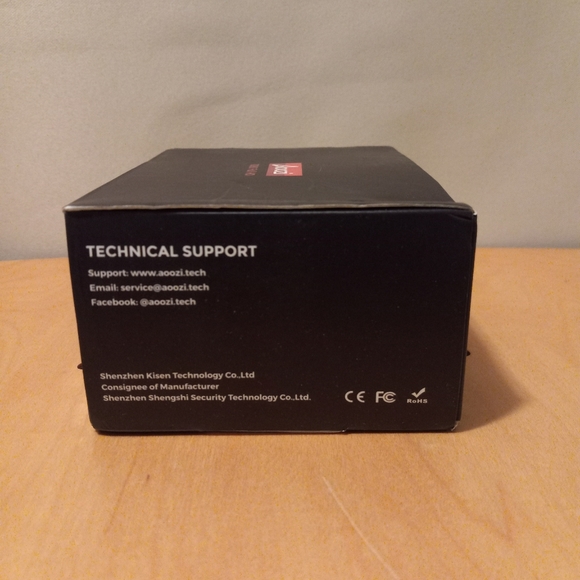 TECHNICAL SUPPORT
Support: www.aoozi.tech
Email: service@aoozi.tech
Facebook: @aoozi.tech
Shenzhen Kisen Technology Co.,Ltd
Consignee of Manufacturer
Shenzhen Shengshi Security Technology Co.,Ltd.
CE FC RoHS